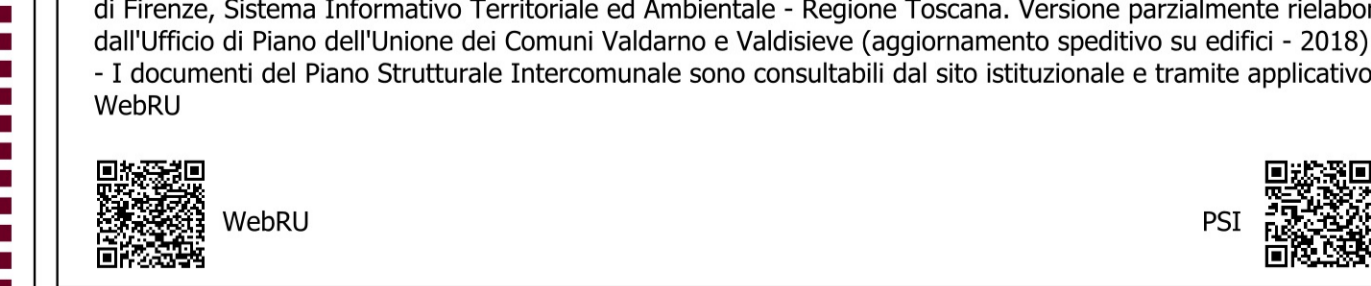 di Firenze, Sistema Informativo Territoriale ed Ambientale - Regione Toscana. Versione parzialmente rielabor
dall'Ufficio di Piano dell'Unione dei Comuni Valdarno e Valdisieve (aggiornamento speditivo su edifici - 2018)
- I documenti del Piano Strutturale Intercomunale sono consultabili dal sito istituzionale e tramite applicativo
WebRU
WebRU PSI